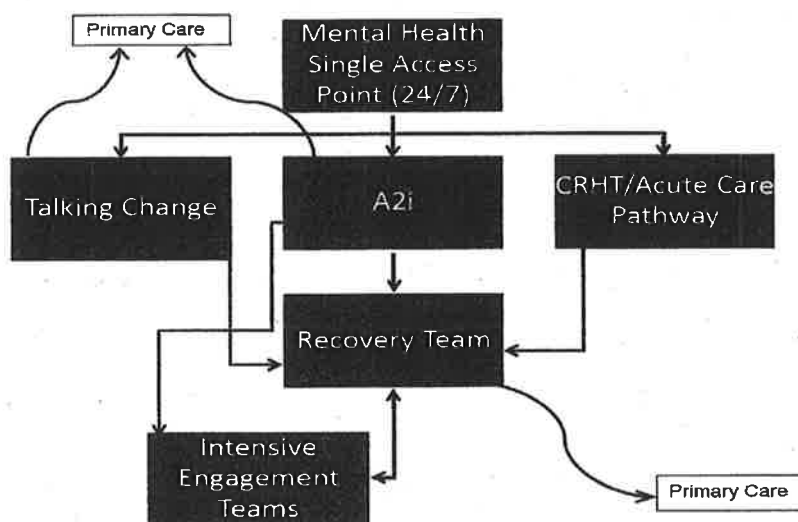 Primary Care
Mental Health
Single Access
Point (24/7)
Talking Change
A2i
CRHT/Acute Care
Pathway
Recovery Team
Intensive
Engagement
Teams
Primary Care